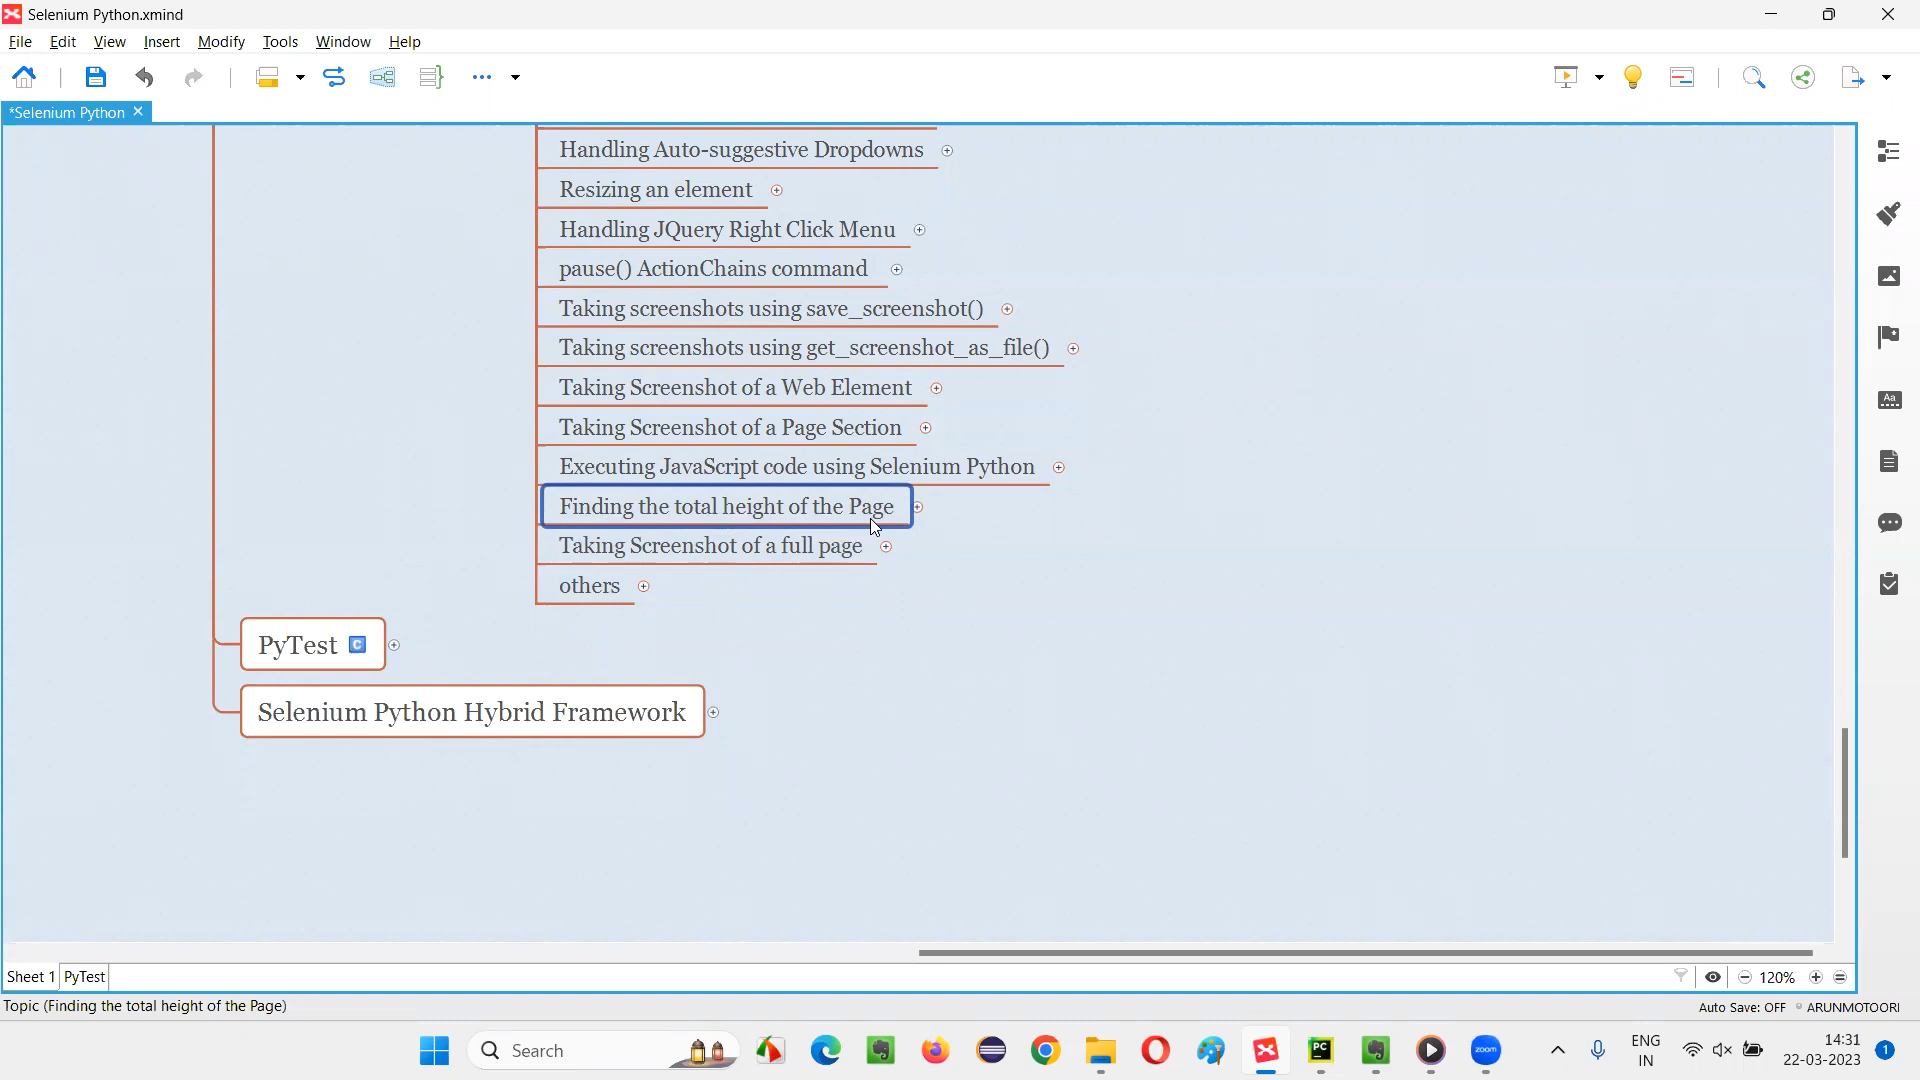 Selenium Python.xmind
File Edit View Insert Modify Tools Window Help
*Selenium Python
Handling Auto-suggestive Dropdowns
Resizing an element
Handling JQuery Right Click Menu
pause() ActionChains command
Taking screenshots using save_screenshot()
Taking screenshots using get_screenshot_as_file()
Taking Screenshot of a Web Element
Taking Screenshot of a Page Section
Executing JavaScript code using Selenium Python
Finding the total height of the Page
Taking Screenshot of a full page
others
PyTest C
Selenium Python Hybrid Framework
Aa
Sheet 1 PyTest
120%
Topic (Finding the total height of the Page)
Auto Save: OFF ARUNMOTOORI
Search
PC
zoom
ENG
IN
14:31
22-03-2023
1